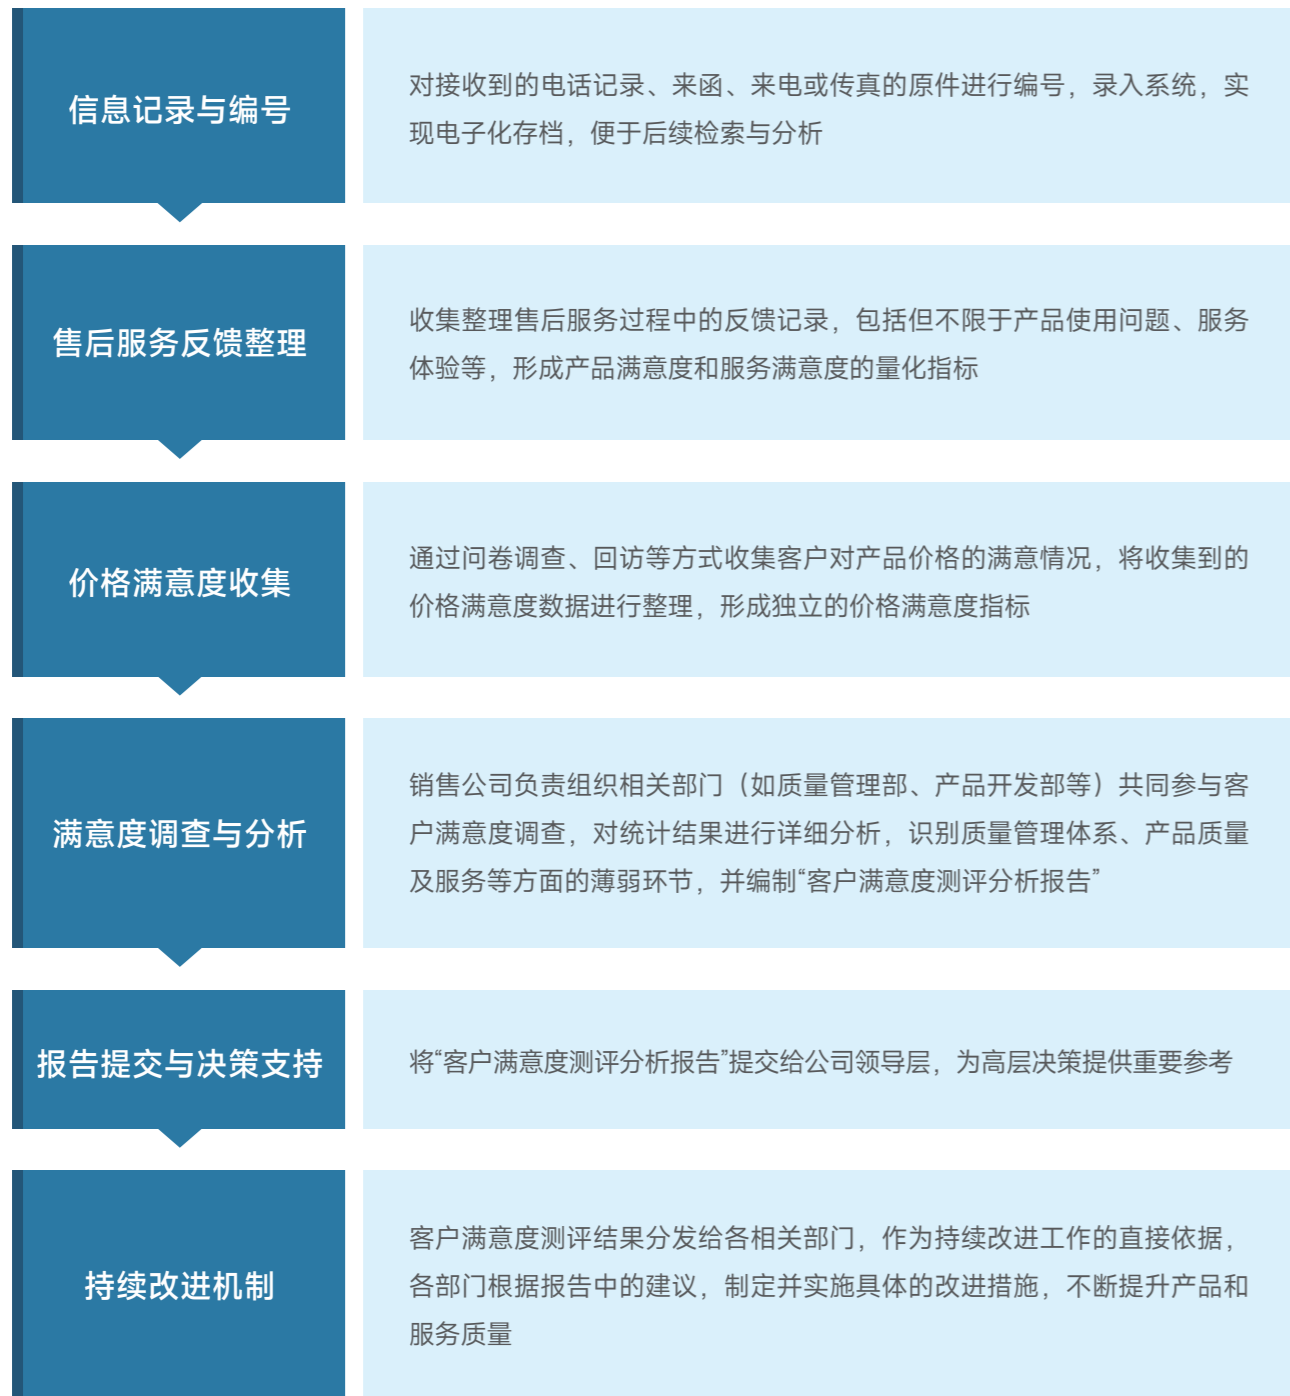 信息记录与编号
对接收到的电话记录、来函、来电或传真的原件进行编号，录入系统，实
现电子化存档，便于后续检索与分析
售后服务反馈整理
收集整理售后服务过程中的反馈记录，包括但不限于产品使用问题、服务
体验等，形成产品满意度和服务满意度的量化指标
价格满意度收集
通过问卷调查、回访等方式收集客户对产品价格的满意情况，将收集到的
价格满意度数据进行整理，形成独立的价格满意度指标
满意度调查与分析
销售公司负责组织相关部门（如质量管理部、产品开发部等）共同参与客
户满意度调查，对统计结果进行详细分析，识别质量管理体系、产品质量
及服务等方面的薄弱环节，并编制“客户满意度测评分析报告”
报告提交与决策支持
将“客户满意度测评分析报告”提交给公司领导层，为高层决策提供重要参考
持续改进机制
客户满意度测评结果分发给各相关部门，作为持续改进工作的直接依据，
各部门根据报告中的建议，制定并实施具体的改进措施，不断提升产品和
服务质量